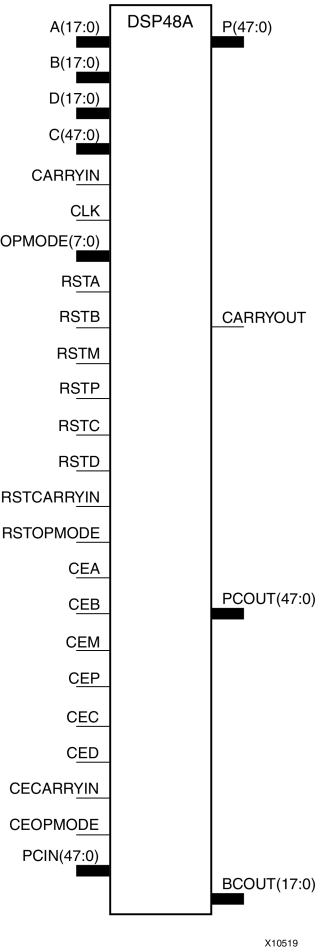 DSP48A
A(17:0)
P(47:0)
B(17:0)
D(17:0)
C(47:0)
CARRYIN
CLK
OPMODE(7:0)
RSTA
RSTB
CARRYOUT
RSTM
RSTP
RSTC
RSTD
RSTCARRYIN
RSTOPMODE
CEA
CEB
PCOUT(47:0)
CEM
CEP
CEC
CED
CECARRYIN
CEOPMODE
PCIN(47:0)
BCOUT(17:0)
X10519